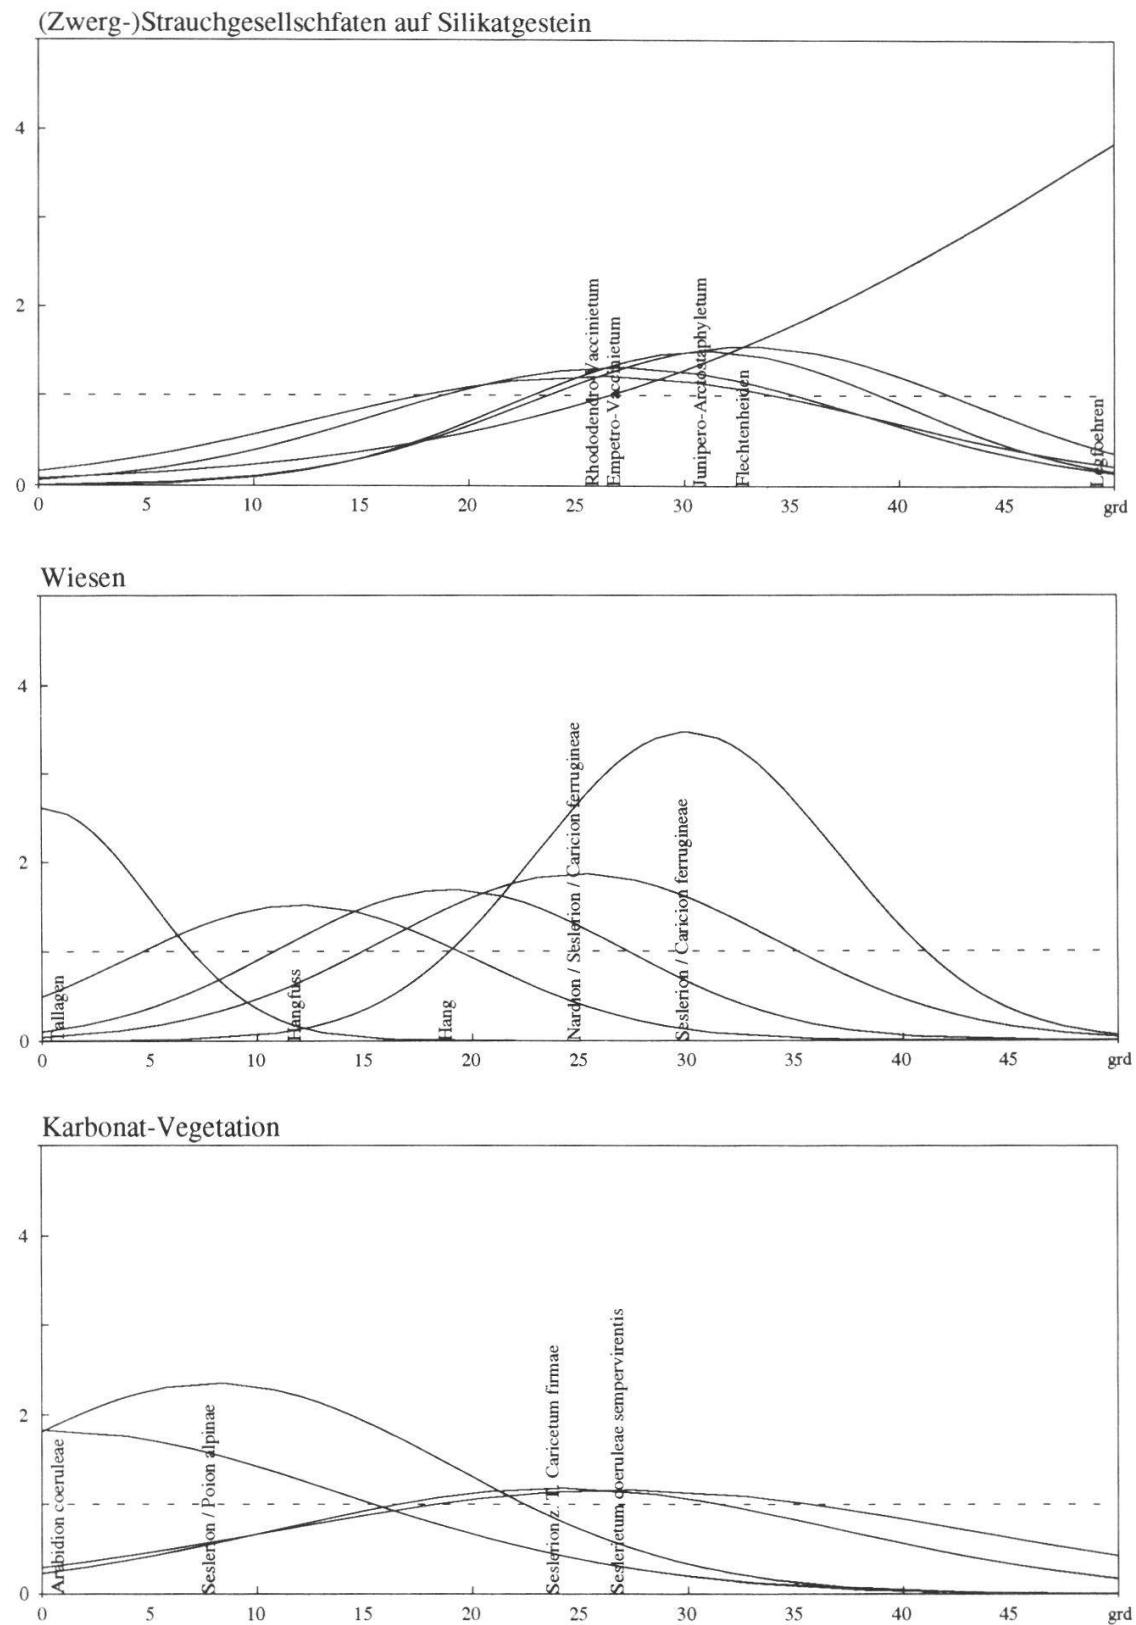 (Zwerg-)Strauchgesellschfaten auf Silikatgestein
4
2
0
Rhododendro-Vaccinietum
Empetro-Vaccinietum
Junipero-Arctostaphyletum
Flechtenheiden
Legfoehren
0 5 10 15 20 25 30 35 40 45 grd
Wiesen
4
2
0
Tallagen
Hangfuss
Hang
Nardion / Seslerion / Caricion ferrugineae
Seslerion / Caricion ferrugineae
0 5 10 15 20 25 30 35 40 45 grd
Karbonat-Vegetation
4
2
0
Arabidion coeruleae
Seslerion / Poion alpinae
Seslerion z. T. Caricetum firmae
Seslerietum coeruleae sempervirentis
0 5 10 15 20 25 30 35 40 45 grd